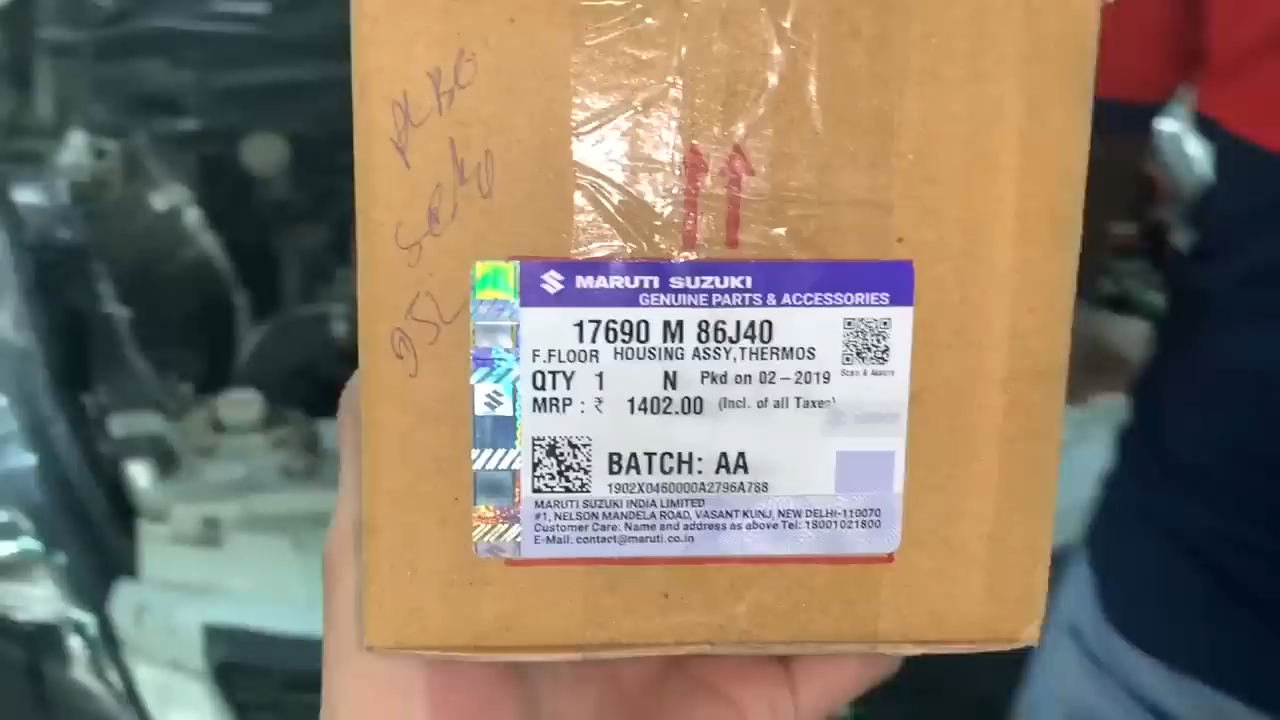 MARUTI SUZUKI
GENUINE PARTS & ACCESSORIES
17690 M 86J40
F.FLOOR HOUSING ASSY,THERMOS
QTY 1 N Pkd on 02-2019
MRP : ₹ 1402.00 (Incl. of all Taxes)
Scan & Assure
BATCH: AA
1902X0460000A2796A788
MARUTI SUZUKI INDIA LIMITED
#1, NELSON MANDELA ROAD, VASANT KUNJ, NEW DELHI-110070
Customer Care: Name and address as above Tel: 18001021800
E-Mail: contact@maruti.co.in